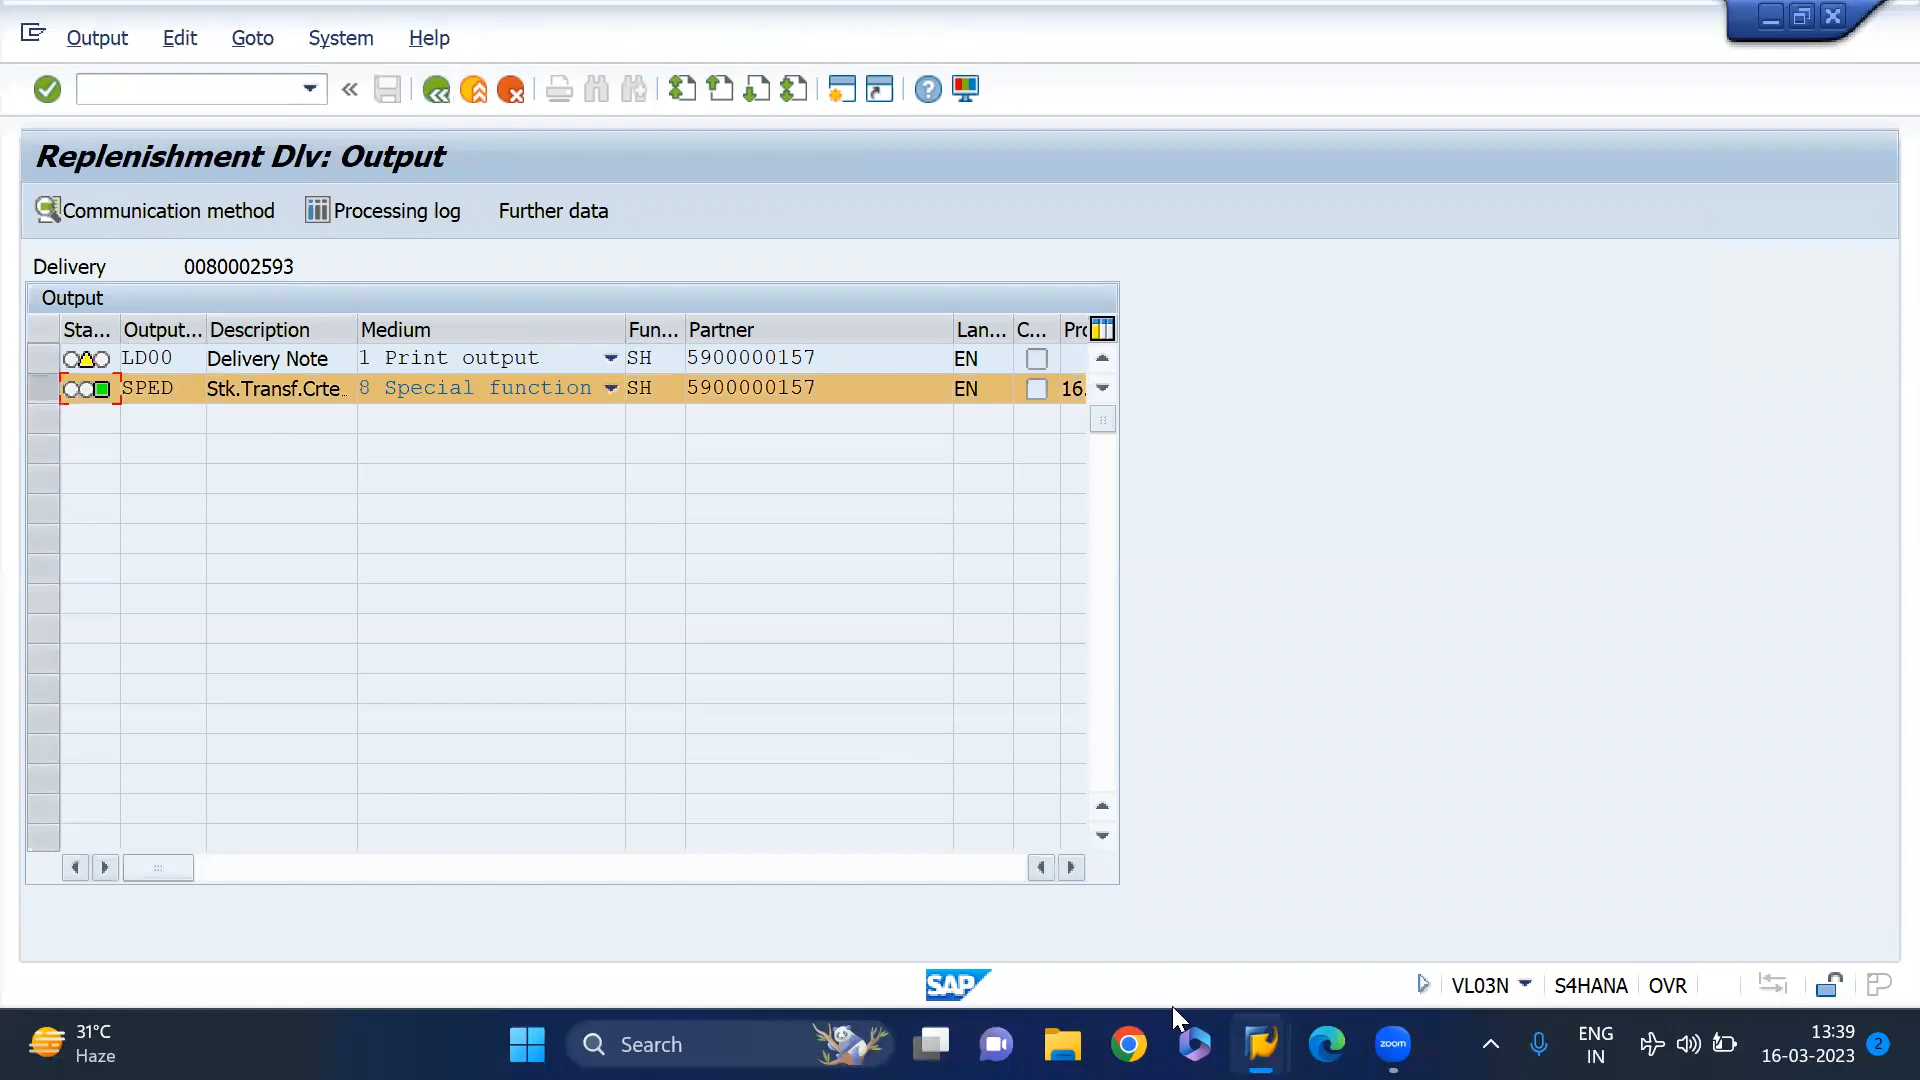 Output Edit Goto System Help
Replenishment Dlv: Output
Communication method Processing log Further data
Delivery 0080002593
Output
Sta... Output... Description Medium Fun... Partner Lan... C... Pro
LD00 Delivery Note 1 Print output SH 5900000157 EN
SPED Stk.Transf.Crte... 8 Special function SH 5900000157 EN 16.
SAP VL03N S4HANA OVR
31°C
Haze
Search
zoom
ENG
IN
13:39
16-03-2023
2